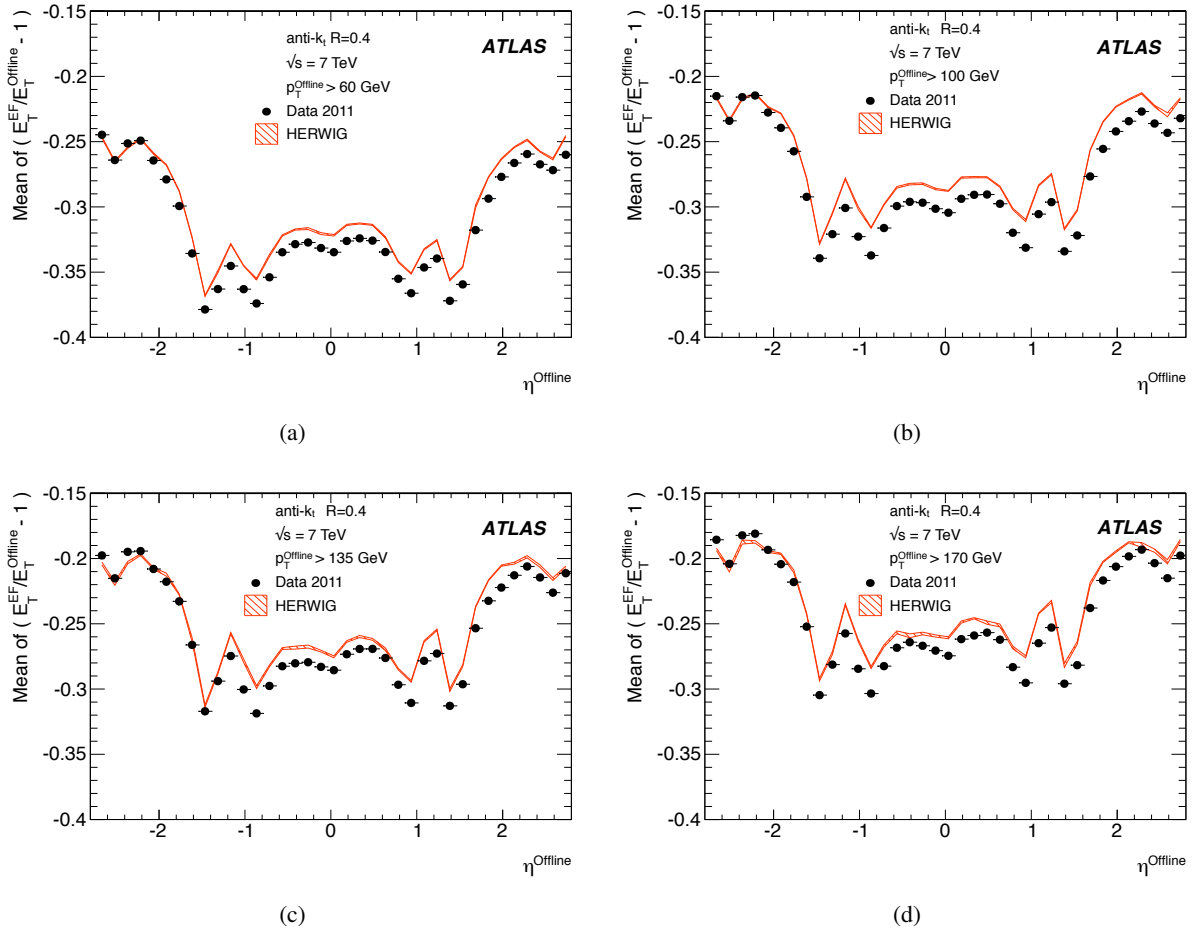 -0.15
-0.2
-0.25
-0.3
-0.35
-0.4
-2
-1
0
1
2
Mean of ( E_T^EF/E_T^Offline - 1 )
anti-k_t R=0.4
√s = 7 TeV
p_T^Offline > 60 GeV
Data 2011
HERWIG
ATLAS
η^Offline
(a)
-0.15
-0.2
-0.25
-0.3
-0.35
-0.4
-2
-1
0
1
2
Mean of ( E_T^EF/E_T^Offline - 1 )
anti-k_t R=0.4
√s = 7 TeV
p_T^Offline > 100 GeV
Data 2011
HERWIG
ATLAS
η^Offline
(b)
-0.15
-0.2
-0.25
-0.3
-0.35
-0.4
-2
-1
0
1
2
Mean of ( E_T^EF/E_T^Offline - 1 )
anti-k_t R=0.4
√s = 7 TeV
p_T^Offline > 135 GeV
Data 2011
HERWIG
ATLAS
η^Offline
(c)
-0.15
-0.2
-0.25
-0.3
-0.35
-0.4
-2
-1
0
1
2
Mean of ( E_T^EF/E_T^Offline - 1 )
anti-k_t R=0.4
√s = 7 TeV
p_T^Offline > 170 GeV
Data 2011
HERWIG
ATLAS
η^Offline
(d)